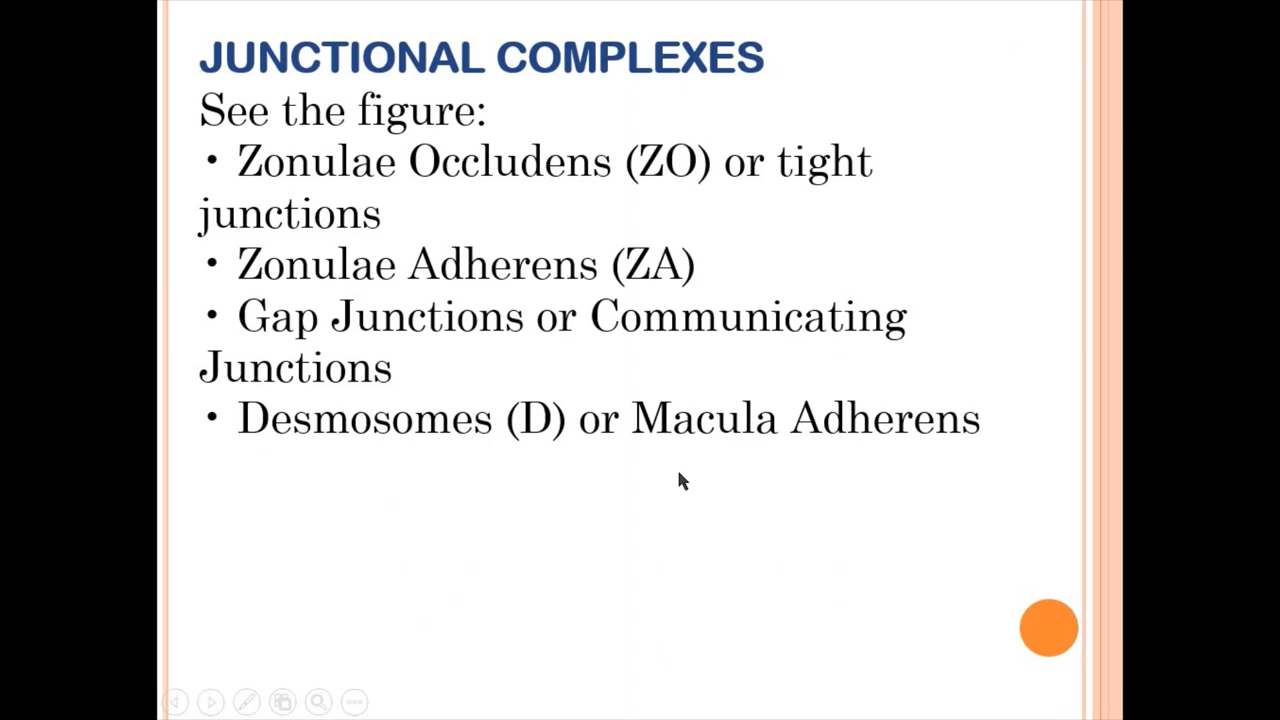 JUNCTIONAL COMPLEXES
See the figure:
• Zonulae Occludens (ZO) or tight
junctions
• Zonulae Adherens (ZA)
• Gap Junctions or Communicating
Junctions
• Desmosomes (D) or Macula Adherens